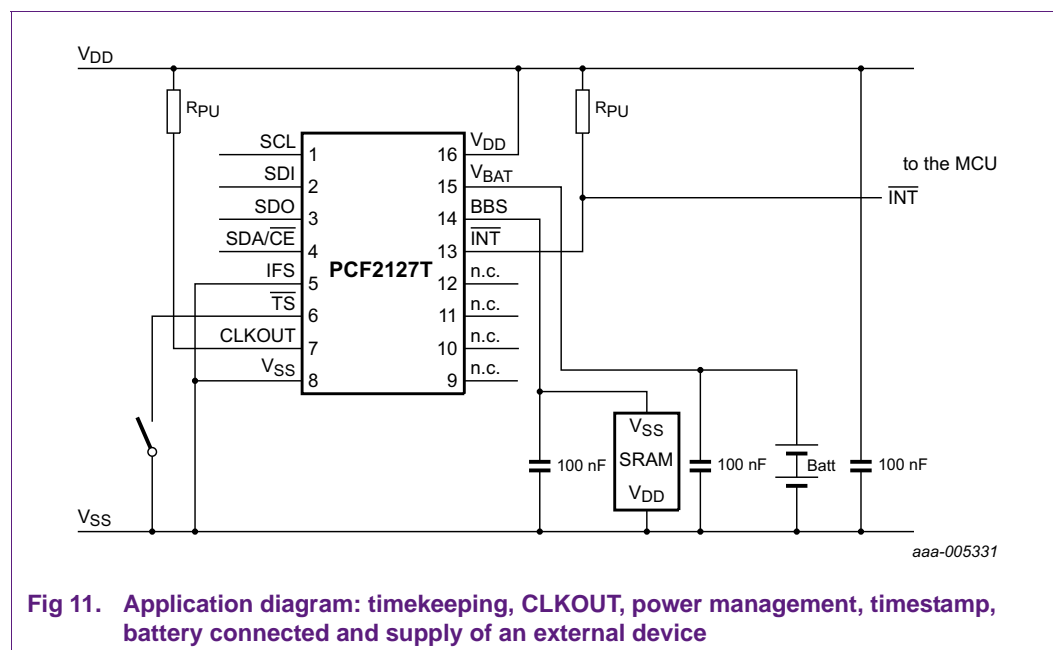 VDD
RPU
RPU
SCL
1
16
VDD
to the MCU
SDI
2
15
VBAT
INT
SDO
3
14
BBS
SDA/CE
4
13
INT
PCF2127T
IFS
5
12
n.c.
TS
6
11
n.c.
CLKOUT
7
10
n.c.
VSS
8
9
n.c.
VSS
SRAM
VDD
100 nF
100 nF
Batt
100 nF
VSS
aaa-005331
Fig 11. Application diagram: timekeeping, CLKOUT, power management, timestamp,
battery connected and supply of an external device